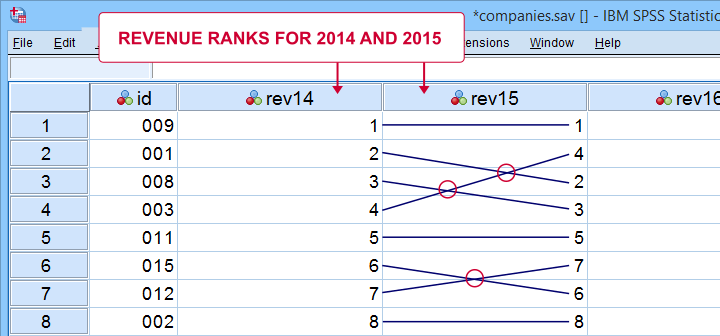 *companies.sav [] - IBM SPSS Statistic
File Edit ensions Window Help
REVENUE RANKS FOR 2014 AND 2015
id rev14 rev15 rev16
1 009 1 1
2 001 2 4
3 008 3 2
4 003 4 3
5 011 5 5
6 015 6 7
7 012 7 6
8 002 8 8